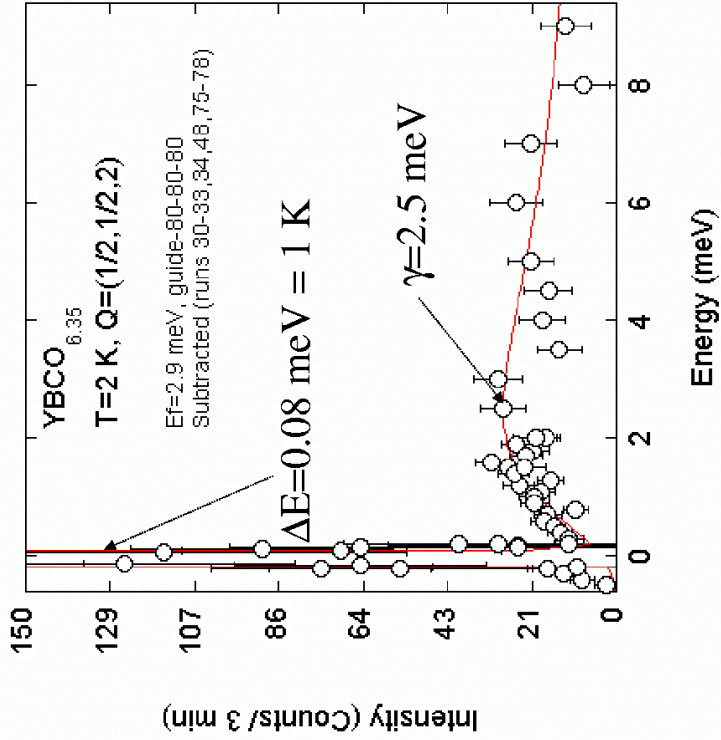 YBCO6.35
T=2 K, Q=(1/2,1/2,2)
Ef=2.9 meV, guide-80-80-80
Subtracted (runs 30-33,34,48,75-78)
ΔE=0.08 meV = 1 K
γ=2.5 meV
150
129
107
86
64
43
21
0
0
2
4
6
8
Intensity (Counts/ 3 min)
Energy (meV)